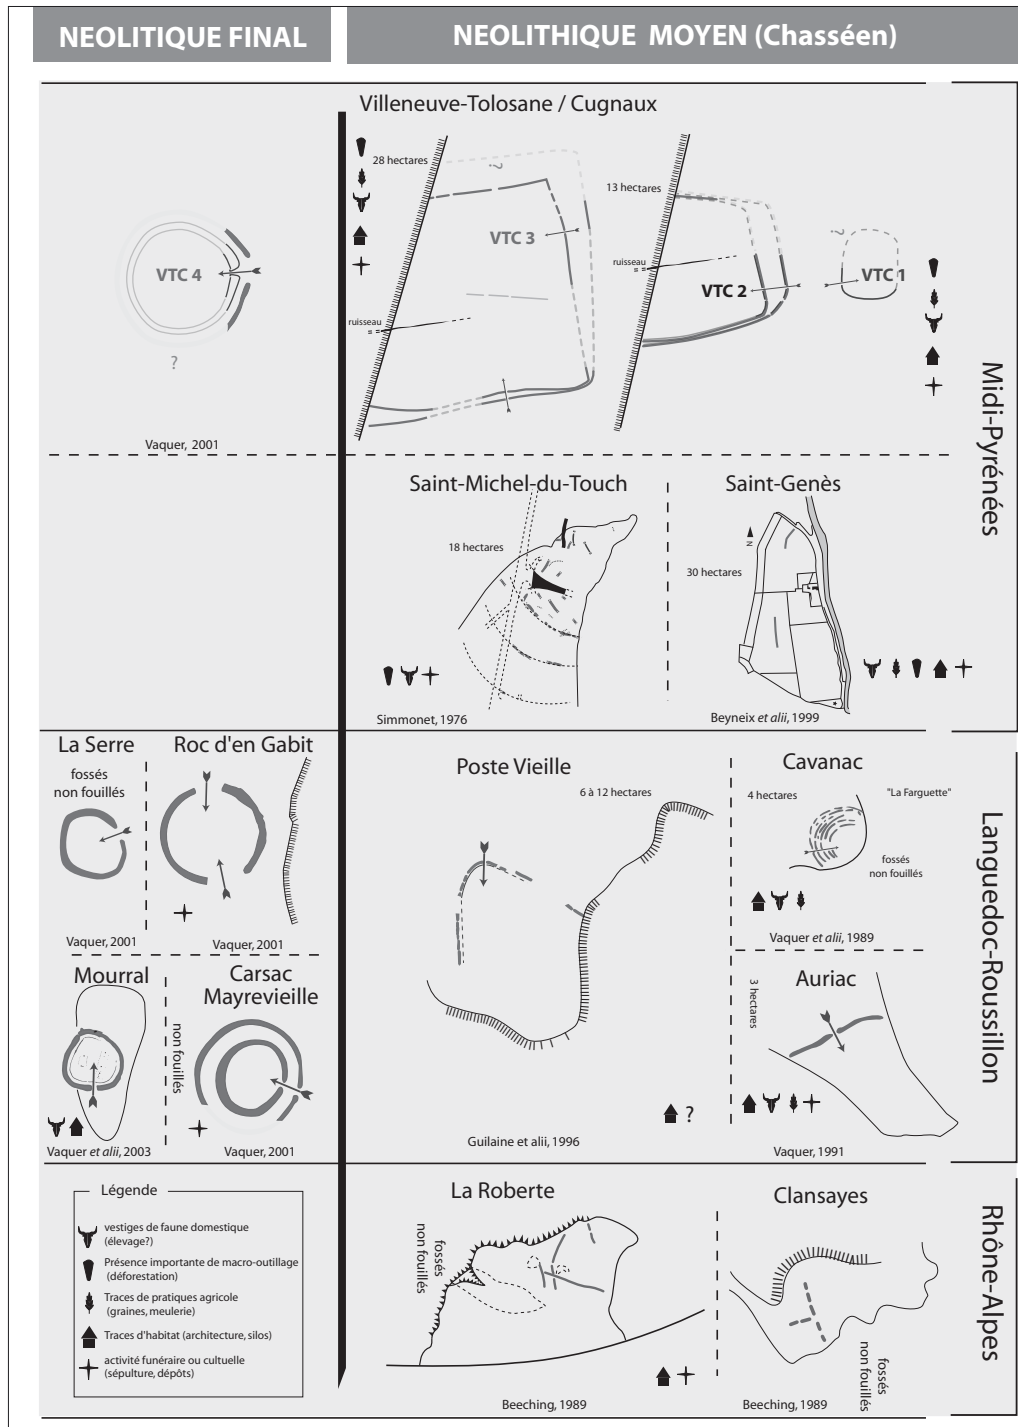 NEOLITIQUE FINAL
NEOLITHIQUE MOYEN (Chasséen)
Villeneuve-Tolosane / Cugnaux
28 hectares
?
VTC 3
ruisseau
13 hectares
ruisseau
VTC 2
?
VTC 1
VTC 4
?
Vaquer, 2001
Midi-Pyrénées
Saint-Michel-du-Touch
18 hectares
Simmonet, 1976
Saint-Genès
N
30 hectares
Beyneix et alii, 1999
La Serre
fossés
non fouillés
Vaquer, 2001
Roc d'en Gabit
Vaquer, 2001
Mourral
Vaquer et alii, 2003
Carsac
Mayrevieille
non fouillés
Vaquer, 2001
Poste Vieille
6 à 12 hectares
?
Guilaine et alii, 1996
Cavanac
4 hectares
"La Farguette"
fossés
non fouillés
Vaquer et alii, 1989
Auriac
3 hectares
Vaquer, 1991
Languedoc-Roussillon
Légende
vestiges de faune domestique
(élevage?)
Présence importante de macro-outillage
(déforestation)
Traces de pratiques agricole
(graines, meulerie)
Traces d'habitat (architecture, silos)
activité funéraire ou cultuelle
(sépulture, dépôts)
La Roberte
fossés
non fouillés
Beeching, 1989
Clansayes
fossés
non fouillés
Beeching, 1989
Rhône-Alpes